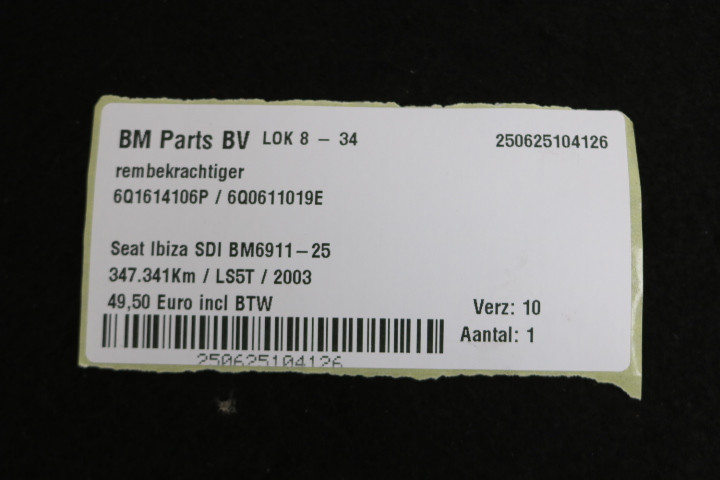 BM Parts BV LOK 8 - 34 250625104126
rembekrachtiger
6Q1614106P / 6Q0611019E
Seat Ibiza SDI BM6911-25
347.341Km / LS5T / 2003
49,50 Euro incl BTW
Verz: 10
Aantal: 1
250625104126